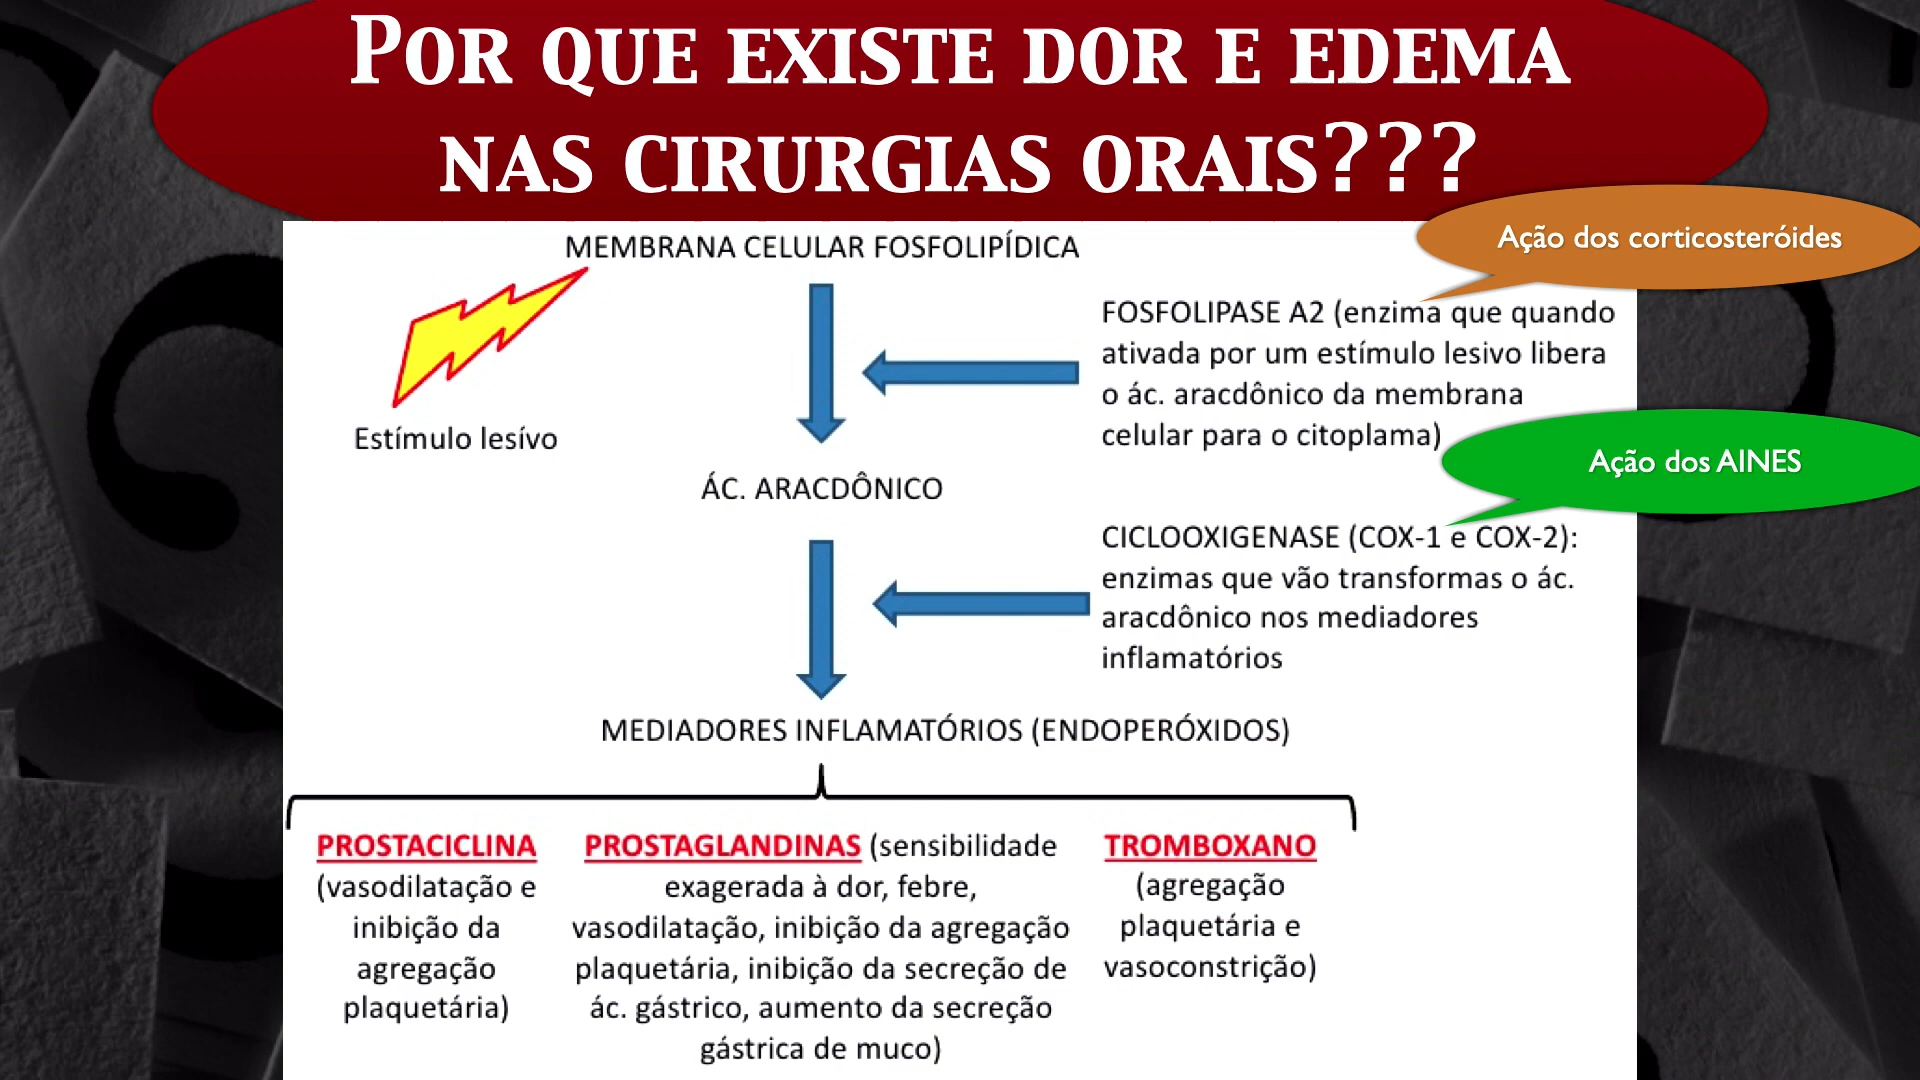 POR QUE EXISTE DOR E EDEMA
NAS CIRURGIAS ORAIS???
Ação dos corticosteróides
MEMBRANA CELULAR FOSFOLIPÍDICA
FOSFOLIPASE A2 (enzima que quando
ativada por um estímulo lesivo libera
o ác. aracdônico da membrana
celular para o citoplama)
Estímulo lesívo
Ação dos AINES
ÁC. ARACDÔNICO
CICLOOXIGENASE (COX-1 e COX-2):
enzimas que vão transformas o ác.
aracdônico nos mediadores
inflamatórios
MEDIADORES INFLAMATÓRIOS (ENDOPERÓXIDOS)
PROSTACICLINA
(vasodilatação e
inibição da
agregação
plaquetária)
PROSTAGLANDINAS (sensibilidade
exagerada à dor, febre,
vasodilatação, inibição da agregação
plaquetária, inibição da secreção de
ác. gástrico, aumento da secreção
gástrica de muco)
TROMBOXANO
(agregação
plaquetária e
vasoconstrição)